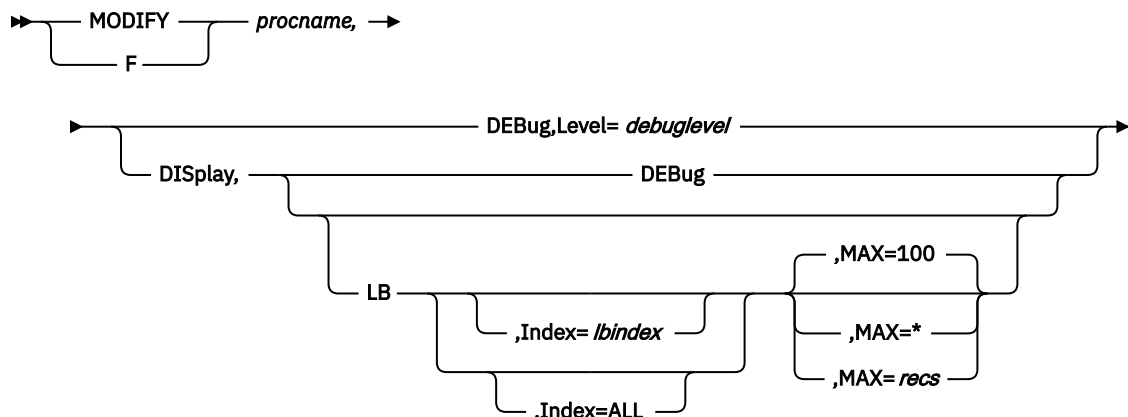 MODIFY procname,
F
DEBug,Level= debuglevel
DISplay, DEBug
,MAX=100
LB
,Index= lbindex ,MAX=*
,MAX= recs
,Index=ALL